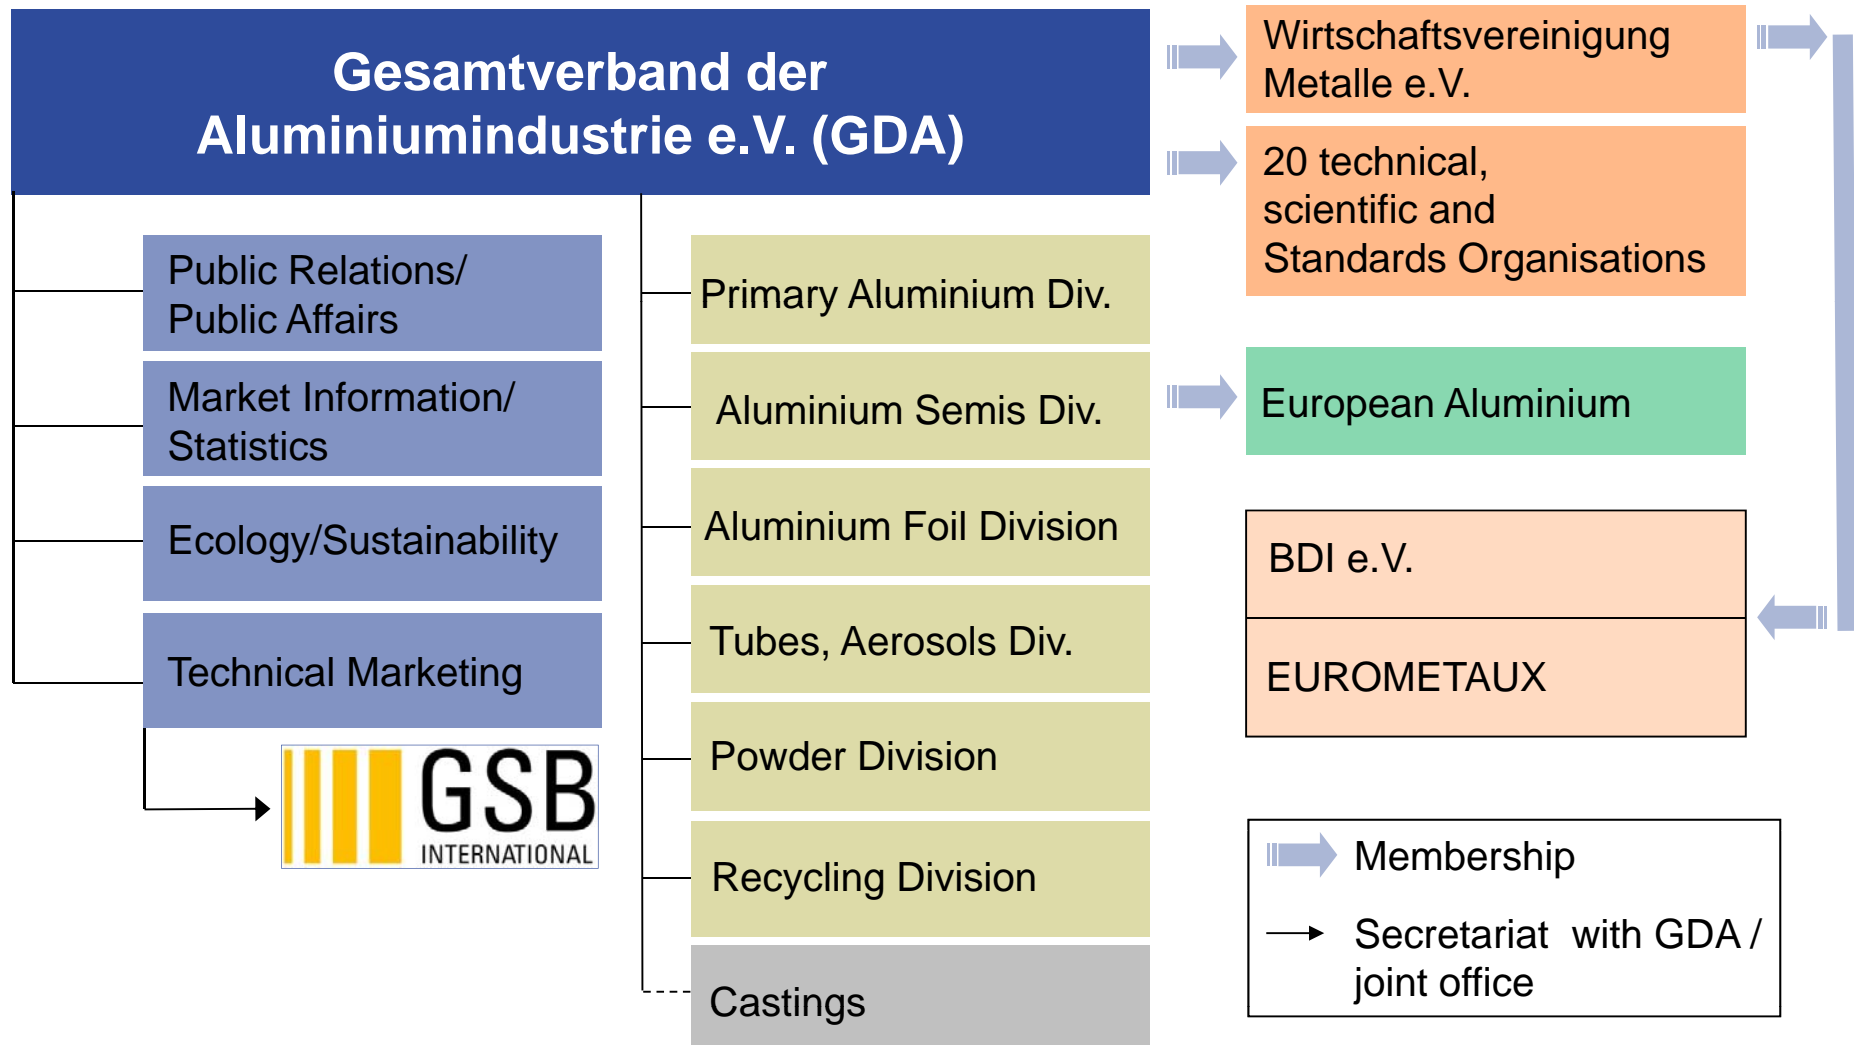 Gesamtverband der
Aluminiumindustrie e.V. (GDA)
Public Relations/
Public Affairs
Market Information/
Statistics
Ecology/Sustainability
Technical Marketing
GSB
INTERNATIONAL
Primary Aluminium Div.
Aluminium Semis Div.
Aluminium Foil Division
Tubes, Aerosols Div.
Powder Division
Recycling Division
Castings
Wirtschaftsvereinigung
Metalle e.V.
20 technical,
scientific and
Standards Organisations
European Aluminium
BDI e.V.
EUROMETAUX
Membership
Secretariat with GDA /
joint office